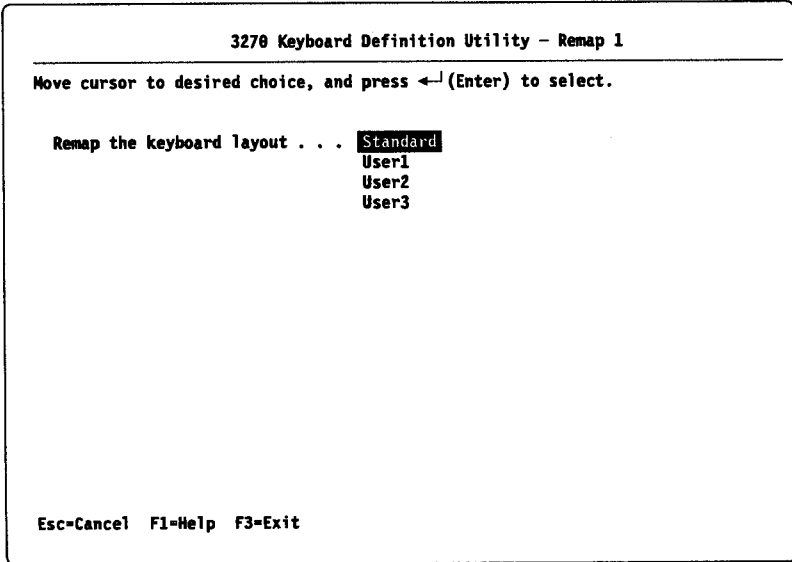 3270 Keyboard Definition Utility — Remap 1
Move cursor to desired choice, and press ←┘(Enter) to select.
Remap the keyboard layout . . . Standard
User1
User2
User3
Esc=Cancel F1=Help F3=Exit